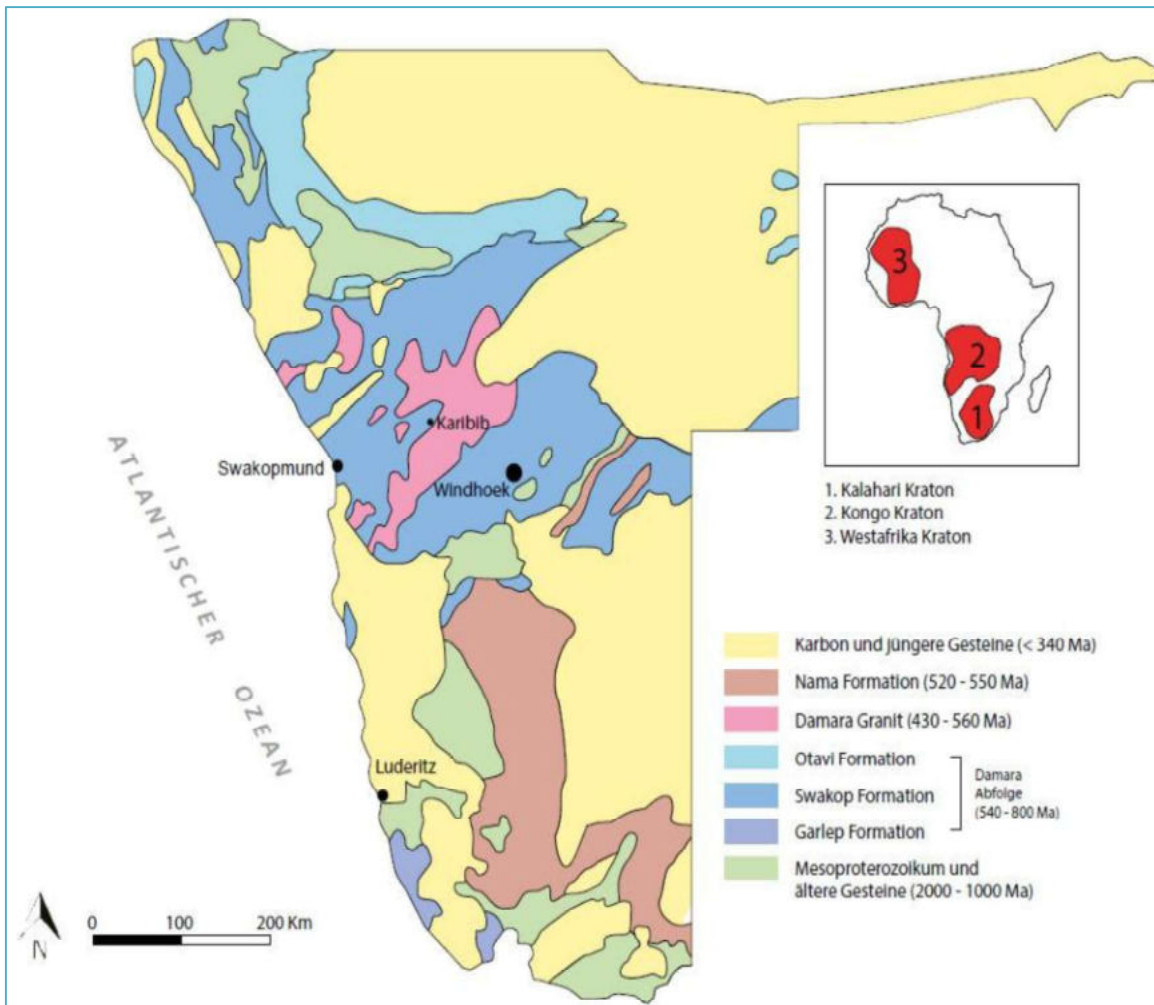 3
2
1
1. Kalahari Kraton
2. Kongo Kraton
3. Westafrika Kraton
Karibib
Swakopmund
Windhoek
ATLANTISCHER OZEAN
Luderitz
Karbon und jüngere Gesteine (< 340 Ma)
Nama Formation (520 - 550 Ma)
Damara Granit (430 - 560 Ma)
Otavi Formation
Swakop Formation
Garlep Formation
Damara
Abfolge
(540 - 800 Ma)
Mesoproterozoikum und
ältere Gesteine (2000 - 1000 Ma)
N
0 100 200 Km